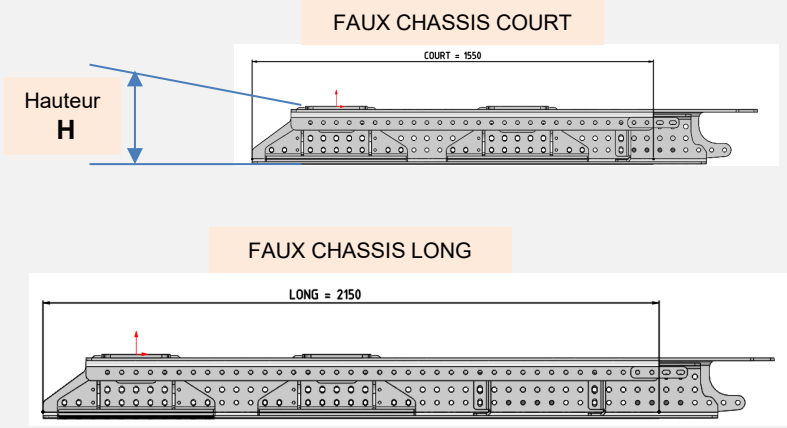 FAUX CHASSIS COURT
COURT = 1550
Hauteur
H
FAUX CHASSIS LONG
LONG = 2150